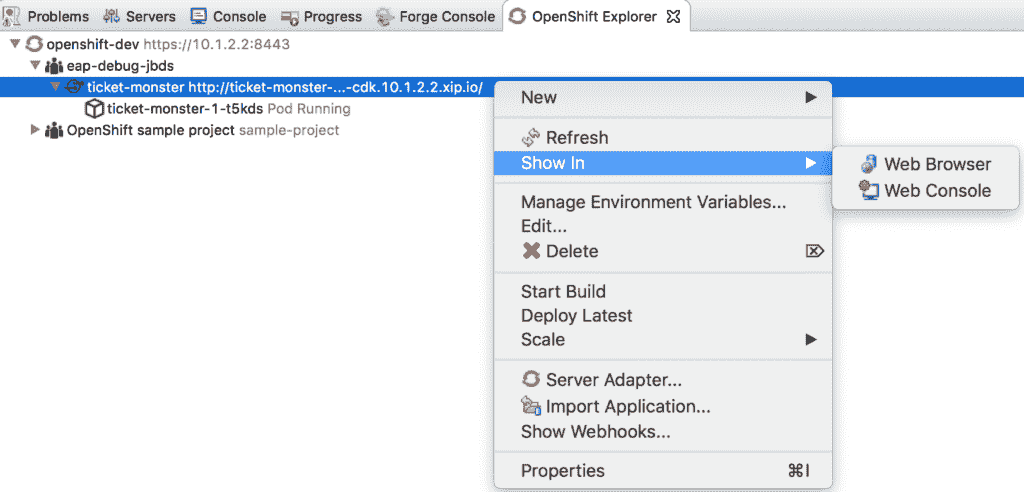 Problems Servers Console Progress Forge Console OpenShift Explorer
openshift-dev https://10.1.2.2:8443
eap-debug-jbds
ticket-monster http://ticket-monster-...-cdk.10.1.2.2.xip.io/
ticket-monster-1-t5kds Pod Running
OpenShift sample project sample-project
New
Refresh
Show In
Web Browser
Web Console
Manage Environment Variables...
Edit...
Delete
Start Build
Deploy Latest
Scale
Server Adapter...
Import Application...
Show Webhooks...
Properties ⌘I